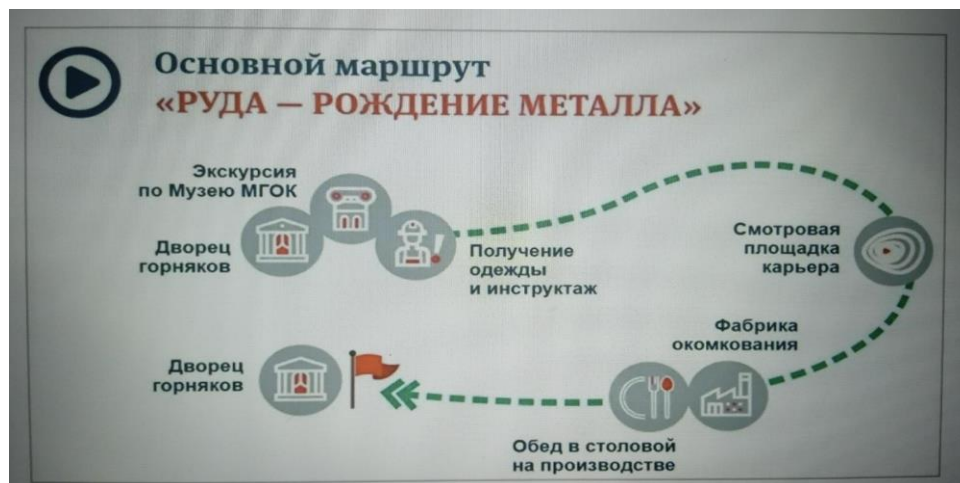 Основной маршрут
«РУДА — РОЖДЕНИЕ МЕТАЛЛА»
Экскурсия
по Музею МГОК
Дворец
горняков
Получение
одежды
и инструктаж
Смотровая
площадка
карьера
Фабрика
окомкования
Обед в столовой
на производстве
Дворец
горняков